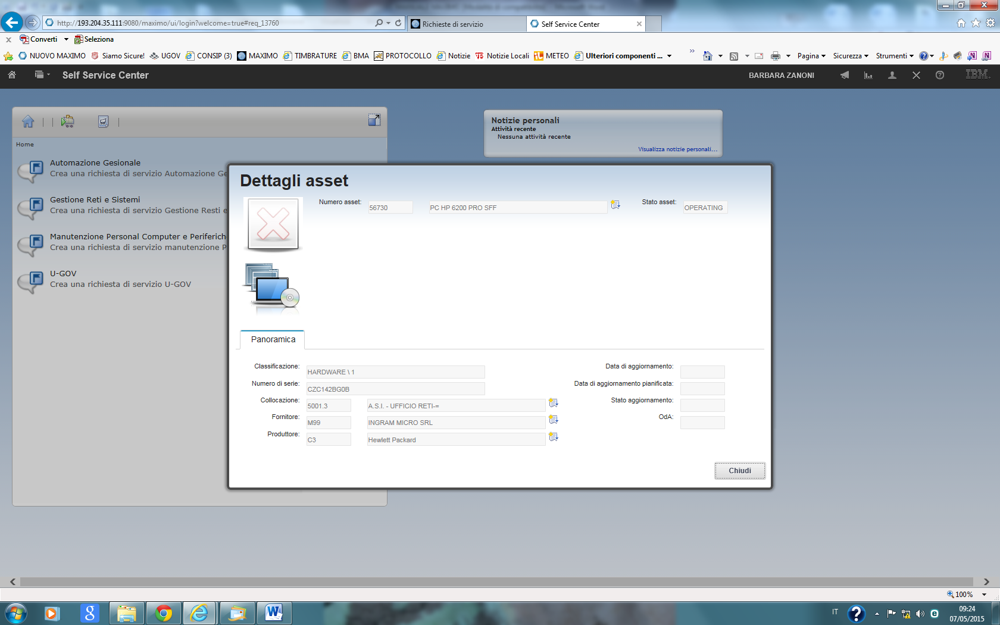 http://193.204.35.111:9080/maximo/ui/login?welcome=true#req_13760
Richieste di servizio
Self Service Center
x Converti Seleziona
NUOVO MAXIMO Siamo Sicure! UGOV CONSIP (3) MAXIMO TIMBRATURE BMA PROTOCOLLO Notizie Notizie Locali METEO Ulteriori componenti ... » Pagina Sicurezza Strumenti
Self Service Center
BARBARA ZANONI
IBM
Home
Automazione Gesionale
Crea una richiesta di servizio Automazione Ge
Gestione Reti e Sistemi
Crea una richiesta di servizio Gestione Resti e
Manutenzione Personal Computer e Periferich
Crea una richiesta di servizio manutenzione P
U-GOV
Crea una richiesta di servizio U-GOV
Notizie personali
Attività recente
Nessuna attività recente
Visualizza notizie personali...
Dettagli asset
Numero asset: 56730 PC HP 6200 PRO SFF
Stato asset: OPERATING
Panoramica
Classificazione: HARDWARE \ 1
Numero di serie: CZC142BG0B
Collocazione: 5001.3 A.S.I. - UFFICIO RETI-=
Fornitore: M99 INGRAM MICRO SRL
Produttore: C3 Hewlett Packard
Data di aggiornamento:
Data di aggiornamento pianificata:
Stato aggiornamento:
OdA:
Chiudi
100%
IT
09:24
07/05/2015